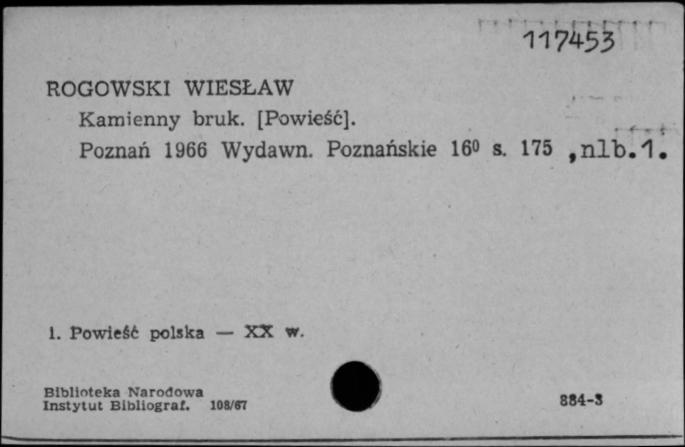 117453
ROGOWSKI WIESŁAW
Kamienny bruk. [Powieść].
Poznań 1966 Wydawn. Poznańskie 16⁰ s. 175 ,nlb.1.
1. Powieść polska — XX w.
Biblioteka Narodowa
Instytut Bibliograf. 108/67
884-3